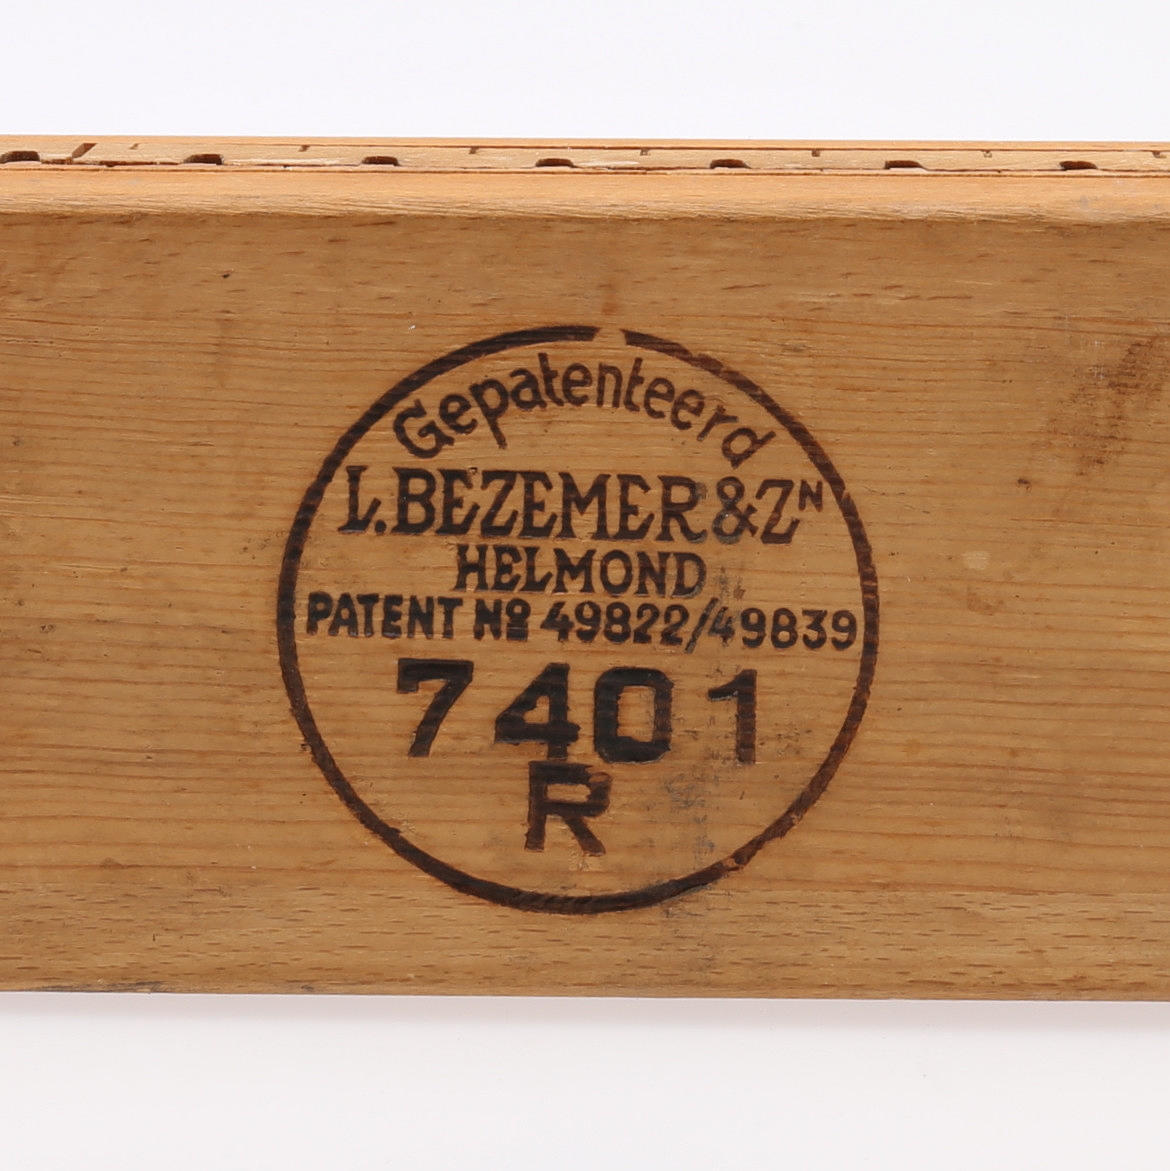 Gepatenteerd
L. BEZEMER & ZN
HELMOND
PATENT No 49822/49839
7401
R